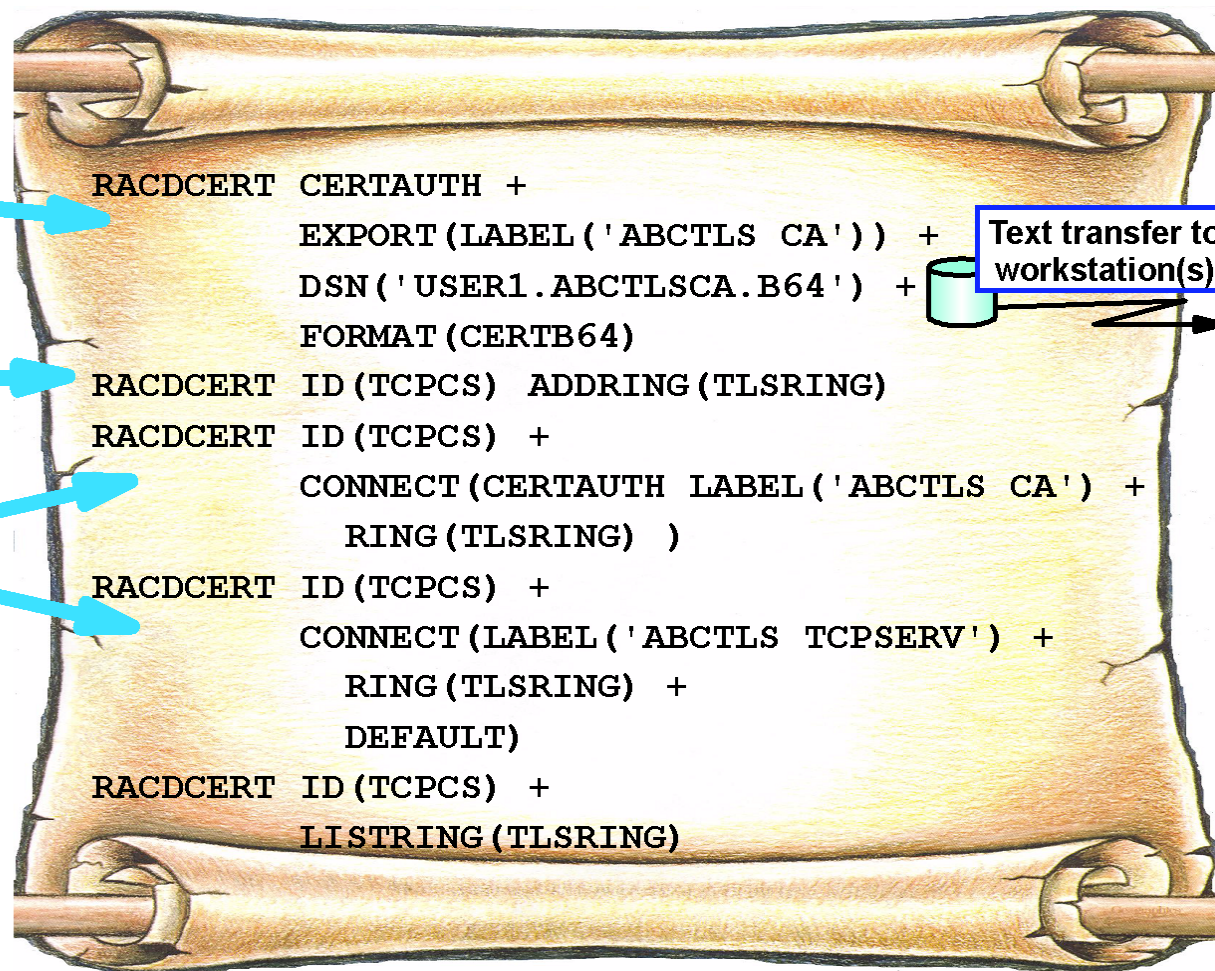 RACDCERT CERTAUTH +
EXPORT(LABEL('ABCTLS CA')) +
DSN('USER1.ABCTLSCA.B64') +
FORMAT(CERTB64)
Text transfer to
workstation(s)
RACDCERT ID(TCPCS) ADDRING(TLSRING)
RACDCERT ID(TCPCS) +
CONNECT(CERTAUTH LABEL('ABCTLS CA') +
RING(TLSRING) )
RACDCERT ID(TCPCS) +
CONNECT(LABEL('ABCTLS TCPSERV') +
RING(TLSRING) +
DEFAULT)
RACDCERT ID(TCPCS) +
LISTRING(TLSRING)